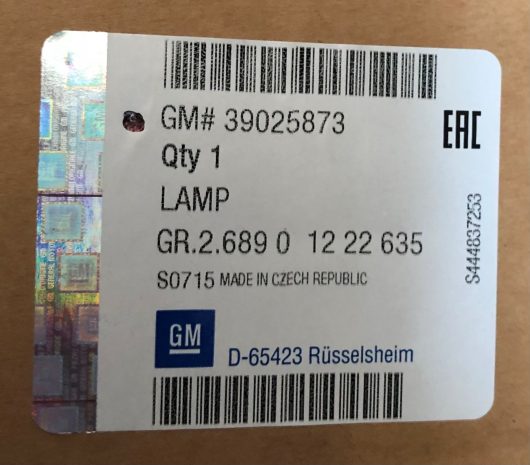 GM# 39025873
EAC
Qty 1
LAMP
GR.2.689 0 12 22 635
S0715 MADE IN CZECH REPUBLIC
S444837253
GM
D-65423 Rüsselsheim